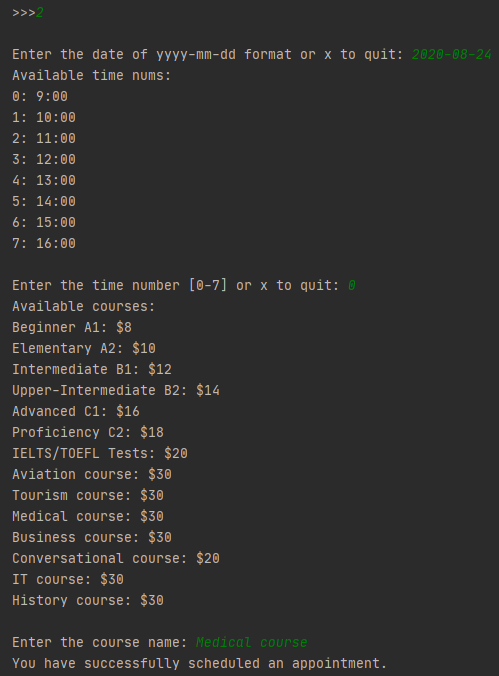 >>>2
Enter the date of yyyy-mm-dd format or x to quit: 2020-08-24
Available time nums:
0: 9:00
1: 10:00
2: 11:00
3: 12:00
4: 13:00
5: 14:00
6: 15:00
7: 16:00
Enter the time number [0-7] or x to quit: 0
Available courses:
Beginner A1: $8
Elementary A2: $10
Intermediate B1: $12
Upper-Intermediate B2: $14
Advanced C1: $16
Proficiency C2: $18
IELTS/TOEFL Tests: $20
Aviation course: $30
Tourism course: $30
Medical course: $30
Business course: $30
Conversational course: $20
IT course: $30
History course: $30
Enter the course name: Medical course
You have successfully scheduled an appointment.